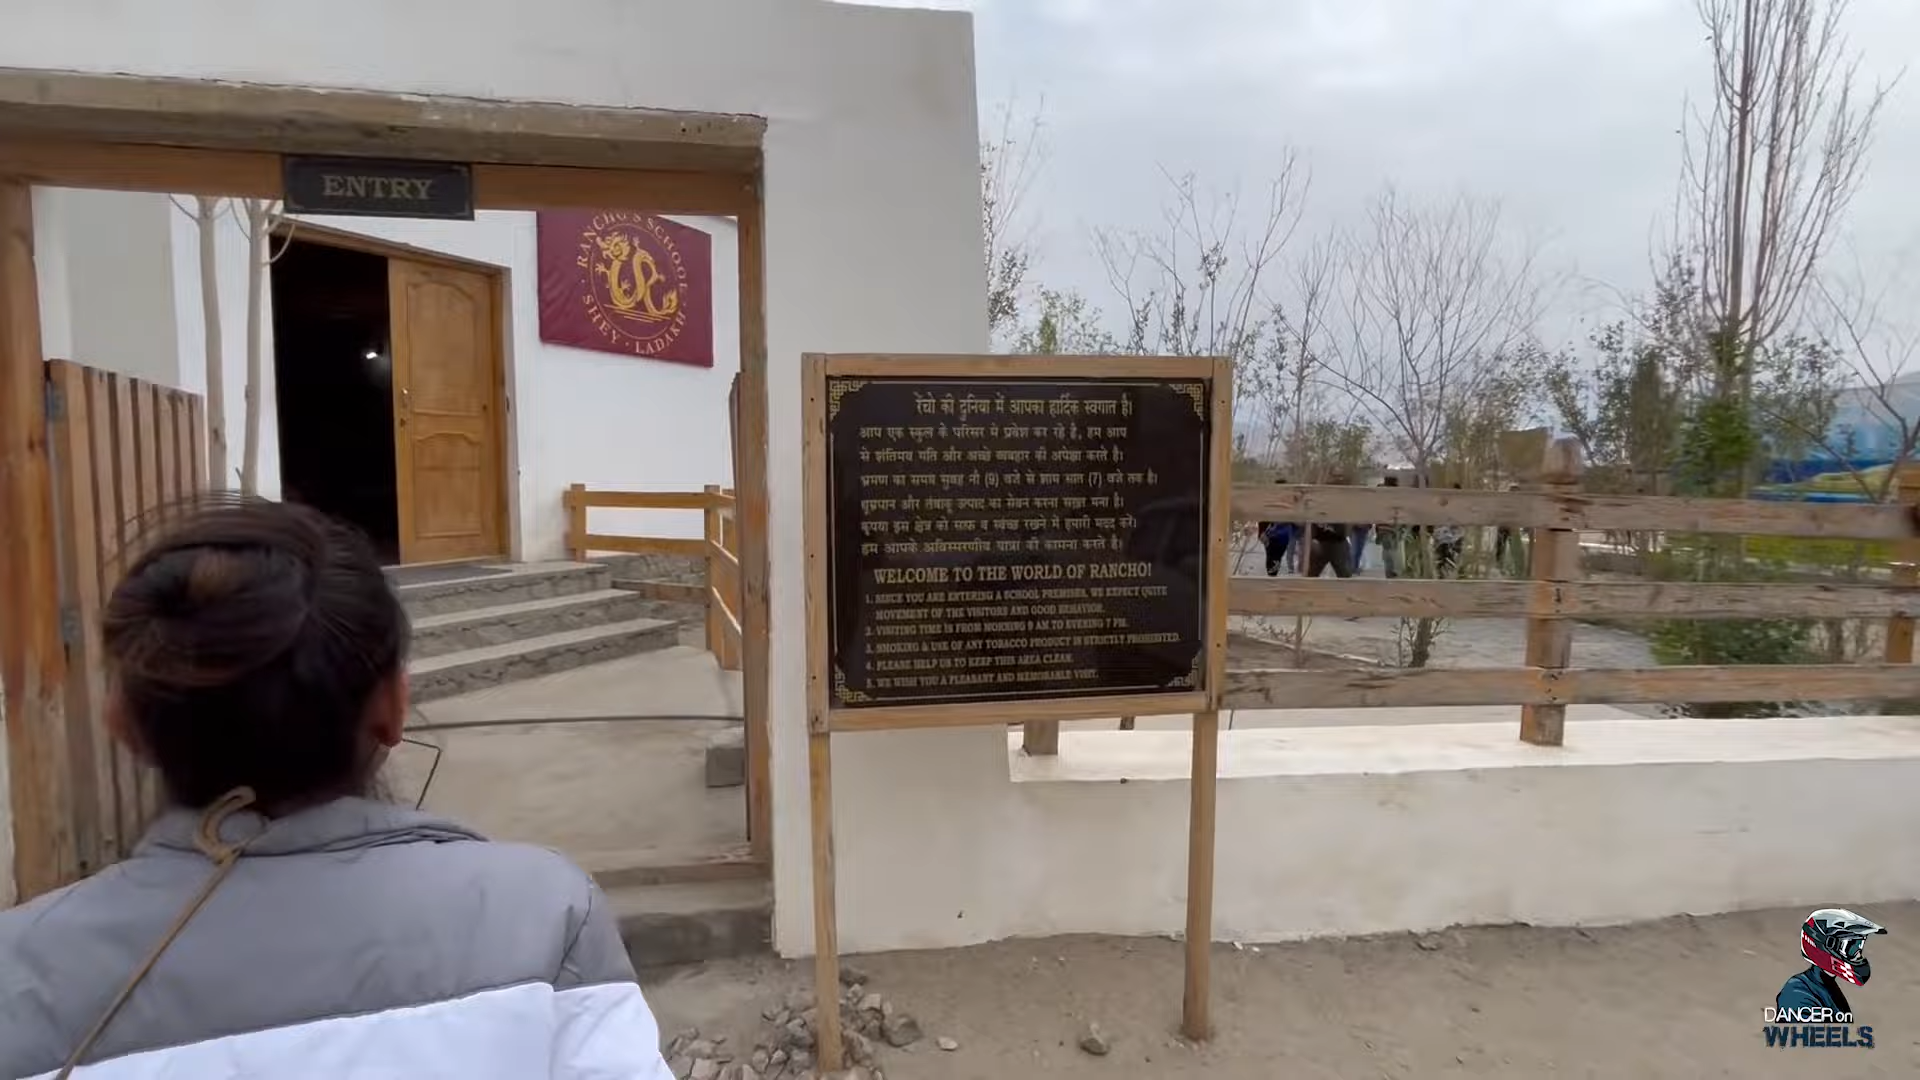 ENTRY
RANCHO'S SCHOOL
SHEY · LADAKH
रेंचो की दुनिया में आपका हार्दिक स्वगात है।
आप एक स्कुल के परिसर मे प्रवेश कर रहे है, हम आप
से शंतिमय गति और अच्छे व्यवहार की अपेक्षा करते है।
भ्रमण का समय सुबह नौ (9) बजे से शाम सात (7) बजे तक है।
धुम्रपान और तंबाकु उत्पाद का सेवन करना सख़्त मना है।
कृपया इस क्षेत्र को साफ़ व स्वच्छ रखने में हमारी मदद करें।
हम आपके अविस्मरणीय यात्रा की कामना करते है।
WELCOME TO THE WORLD OF RANCHO!
1. SINCE YOU ARE ENTERING A SCHOOL PREMISES, WE EXPECT QUITE
MOVEMENT OF THE VISITORS AND GOOD BEHAVIOR.
2. VISITING TIME IS FROM MORNING 9 AM TO EVENING 7 PM.
3. SMOKING & USE OF ANY TOBACCO PRODUCT IS STRICTLY PROHIBITED.
4. PLEASE HELP US TO KEEP THIS AREA CLEAN.
5. WE WISH YOU A PLEASANT AND MEMORABLE VISIT.
DANCER on
WHEELS